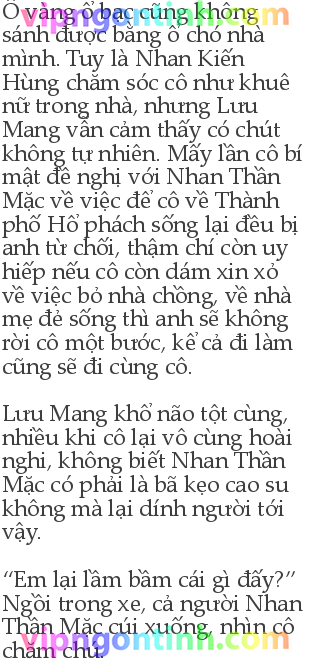 Ổ vàng ổ bạc cũng không
sánh được bằng ổ chó nhà
mình. Tuy là Nhan Kiến
Hùng chăm sóc cô như khuê
nữ trong nhà, nhưng Lưu
Mang vẫn cảm thấy có chút
không tự nhiên. Mấy lần cô bí
mật đề nghị với Nhan Thần
Mặc về việc để cô về Thành
phố Hổ phách sống lại đều bị
anh từ chối, thậm chí còn uy
hiếp nếu cô còn dám xin xỏ
về việc bỏ nhà chồng, về nhà
mẹ đẻ sống thì anh sẽ không
rời cô một bước, kể cả đi làm
cũng sẽ đi cùng cô.
Lưu Mang khổ não tột cùng,
nhiều khi cô lại vô cùng hoài
nghi, không biết Nhan Thần
Mặc có phải là bã kẹo cao su
không mà lại dính người tới
vậy.
“Em lại lầm bầm cái gì đấy?”
Ngồi trong xe, cả người Nhan
Thần Mặc cúi xuống, nhìn cô
chăm chú.
vipngontinh.com
vipngontinh.com